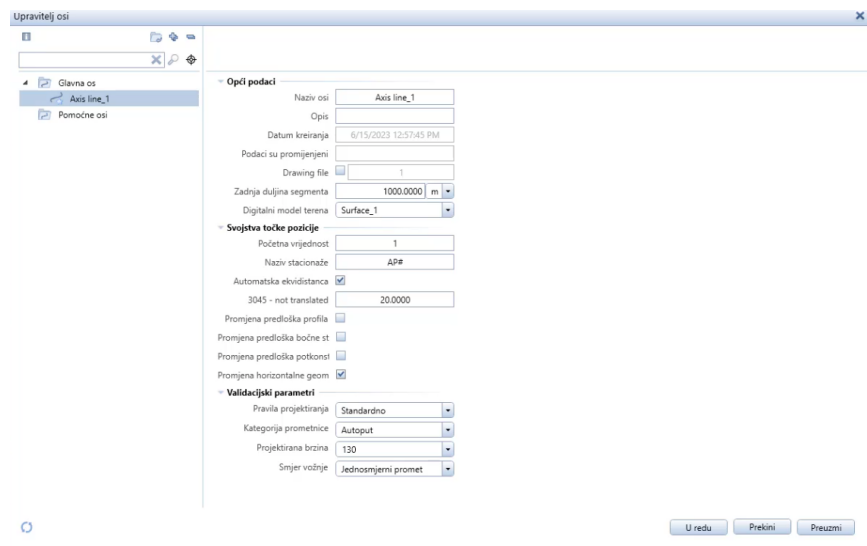 Upravitelj osi
Glavna os
Axis line_1
Pomoćne osi
Opći podaci
Naziv osi Axis line_1
Opis
Datum kreiranja 6/15/2023 12:57:45 PM
Podaci su promijenjeni
Drawing file 1
Zadnja duljina segmenta 1000.0000 m
Digitalni model terena Surface_1
Svojstva točke pozicije
Početna vrijednost 1
Naziv stacionaže AP#
Automatska ekvidistanca
3045 - not translated 20.0000
Promjena predloška profila
Promjena predloška bočne st
Promjena predloška potkonst
Promjena horizontalne geom
Validacijski parametri
Pravila projektiranja Standardno
Kategorija prometnice Autoput
Projektirana brzina 130
Smjer vožnje Jednosmjerni promet
U redu Prekini Preuzmi